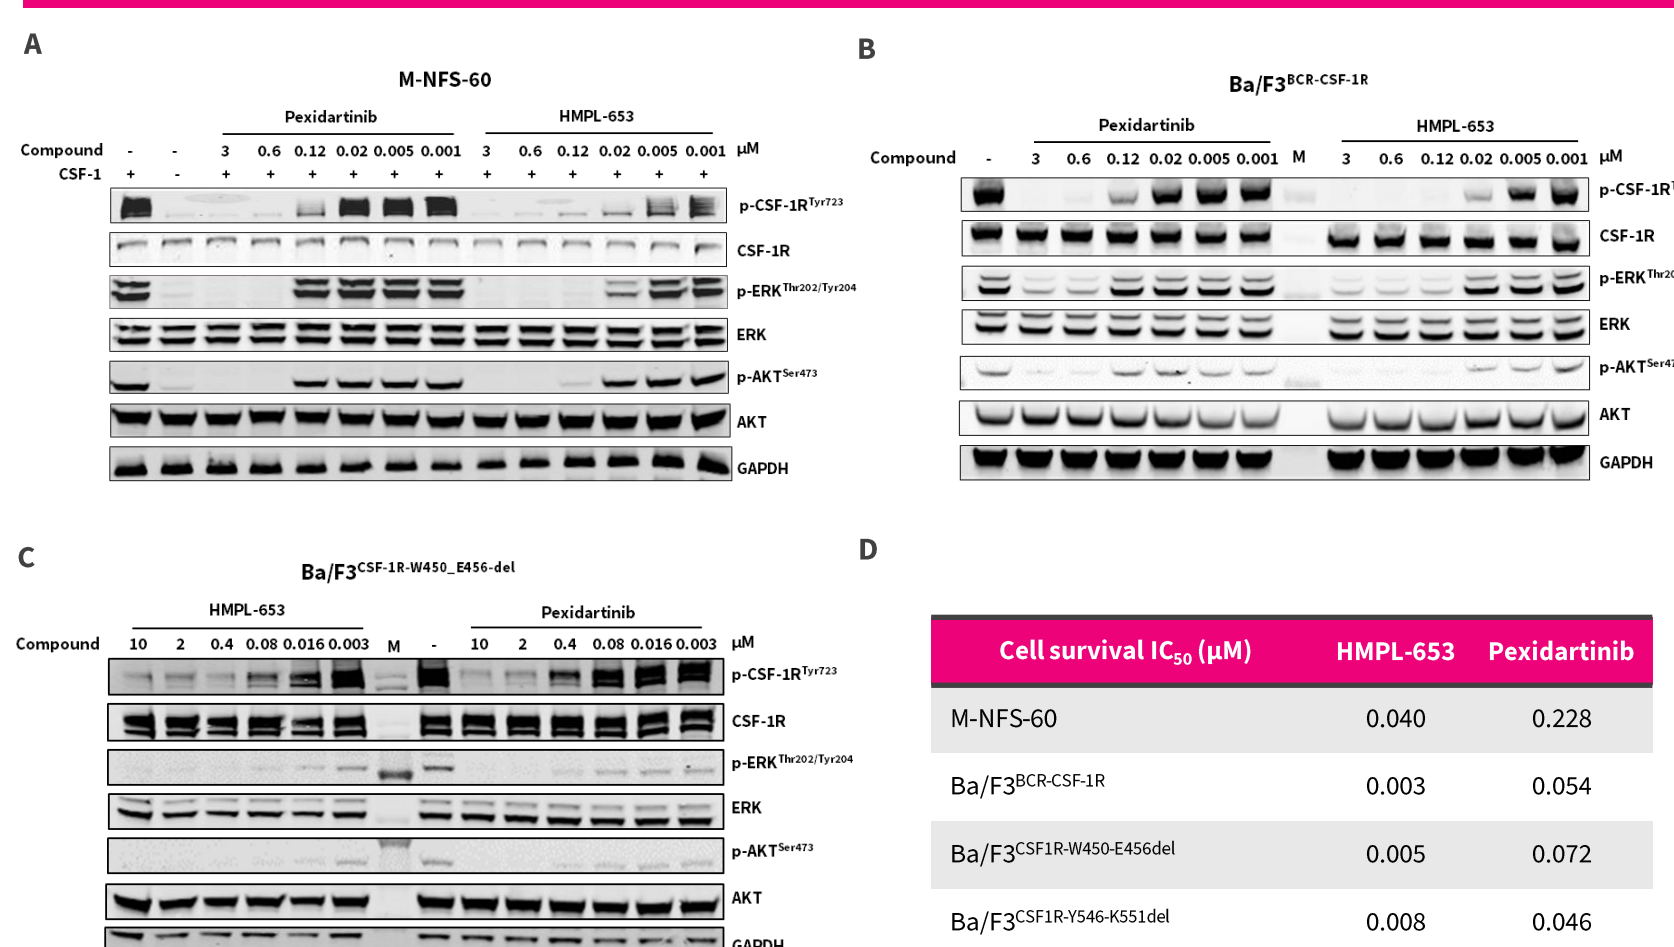 A
M-NFS-60
Pexidartinib HMPL-653
Compound - - 3 0.6 0.12 0.02 0.005 0.001 3 0.6 0.12 0.02 0.005 0.001 μM
CSF-1 + - + + + + + + + + + + + +
p-CSF-1RTyr723
CSF-1R
p-ERKThr202/Tyr204
ERK
p-AKTSer473
AKT
GAPDH
B
Ba/F3BCR-CSF-1R
Pexidartinib HMPL-653
Compound - 3 0.6 0.12 0.02 0.005 0.001 M 3 0.6 0.12 0.02 0.005 0.001 μM
p-CSF-1R
CSF-1R
p-ERKThr20
ERK
p-AKTSer47
AKT
GAPDH
C
Ba/F3CSF-1R-W450_E456-del
HMPL-653 Pexidartinib
Compound 10 2 0.4 0.08 0.016 0.003 M - 10 2 0.4 0.08 0.016 0.003 μM
p-CSF-1RTyr723
CSF-1R
p-ERKThr202/Tyr204
ERK
p-AKTSer473
AKT
GAPDH
D
Cell survival IC50 (μM) HMPL-653 Pexidartinib
M-NFS-60 0.040 0.228
Ba/F3BCR-CSF-1R 0.003 0.054
Ba/F3CSF1R-W450-E456del 0.005 0.072
Ba/F3CSF1R-Y546-K551del 0.008 0.046